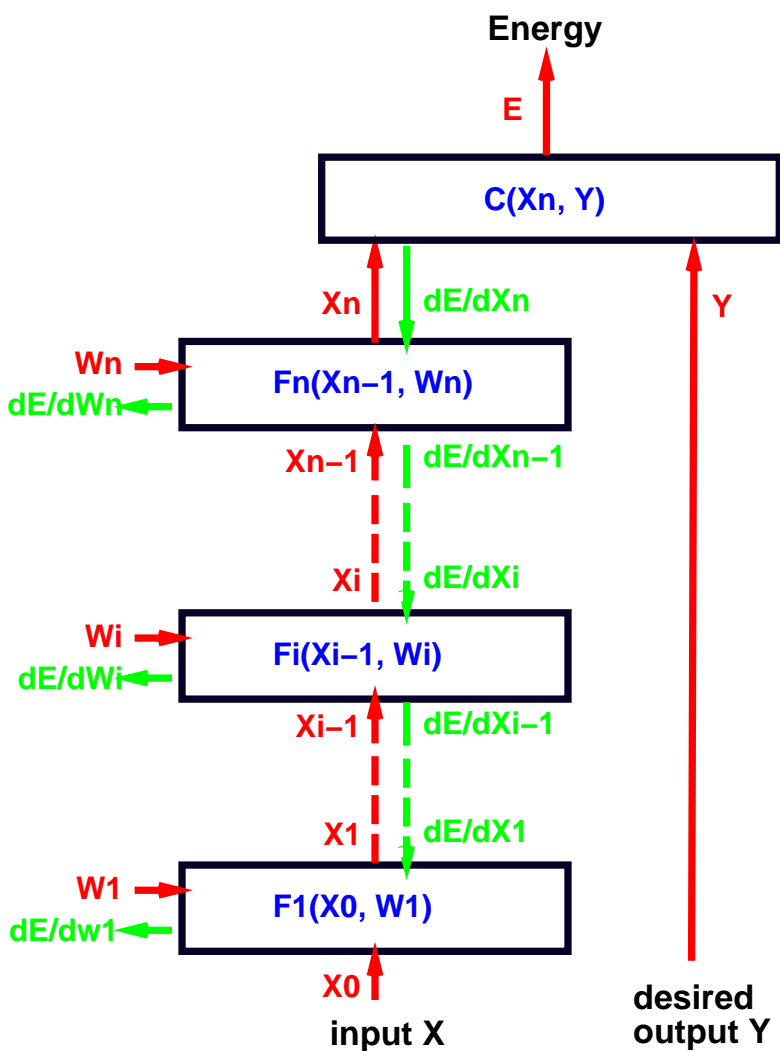 Energy
E
C(Xn, Y)
Xn
dE/dXn
Y
Wn
Fn(Xn−1, Wn)
dE/dWn
Xn−1
dE/dXn−1
Xi
dE/dXi
Wi
Fi(Xi−1, Wi)
dE/dWi
Xi−1
dE/dXi−1
X1
dE/dX1
W1
F1(X0, W1)
dE/dw1
X0
input X
desired
output Y